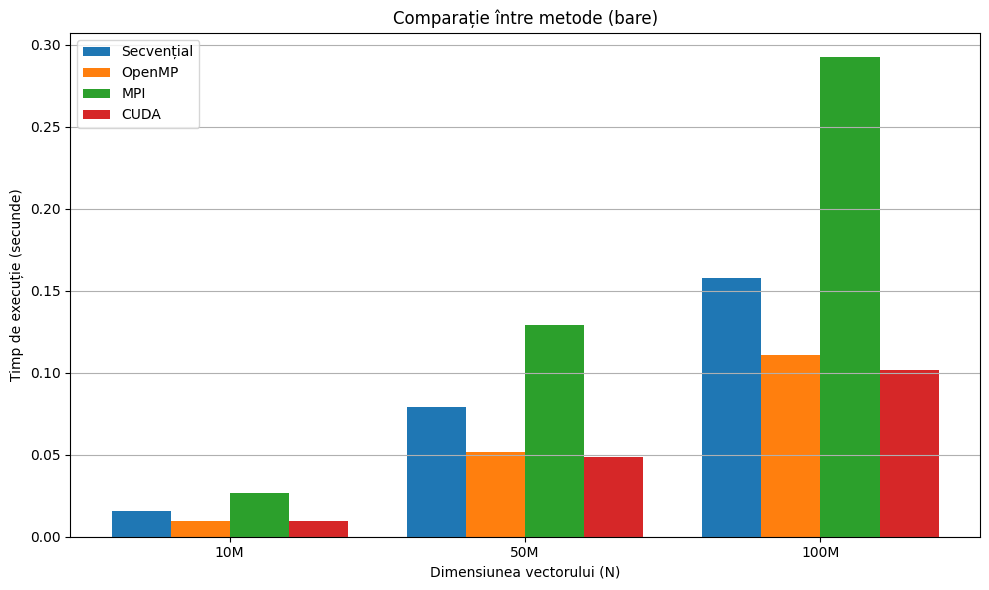 Comparație între metode (bare)
Secvențial
OpenMP
MPI
CUDA
Timp de execuție (secunde)
0.30
0.25
0.20
0.15
0.10
0.05
0.00
10M
50M
100M
Dimensiunea vectorului (N)